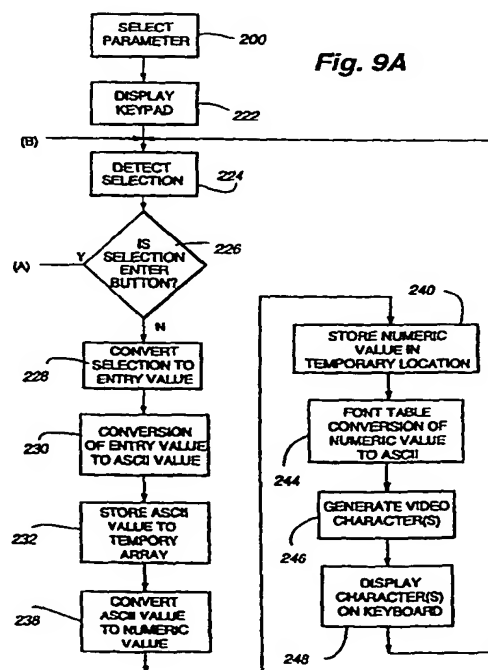 SELECT
PARAMETER
200
Fig. 9A
DISPLAY
KEYPAD
222
(B)
DETECT
SELECTION
224
IS
SELECTION
ENTER
BUTTON?
226
(A)
Y
N
CONVERT
SELECTION TO
ENTRY VALUE
228
CONVERSION
OF ENTRY VALUE
TO ASCII VALUE
230
STORE ASCII
VALUE TO
TEMPORY
ARRAY
232
CONVERT
ASCII VALUE
TO NUMERIC
VALUE
238
240
STORE NUMERIC
VALUE IN
TEMPORARY LOCATION
FONT TABLE
CONVERSION OF
NUMERIC VALUE
TO ASCII
244
GENERATE VIDEO
CHARACTER(S)
246
DISPLAY
CHARACTER(S)
ON KEYBOARD
248